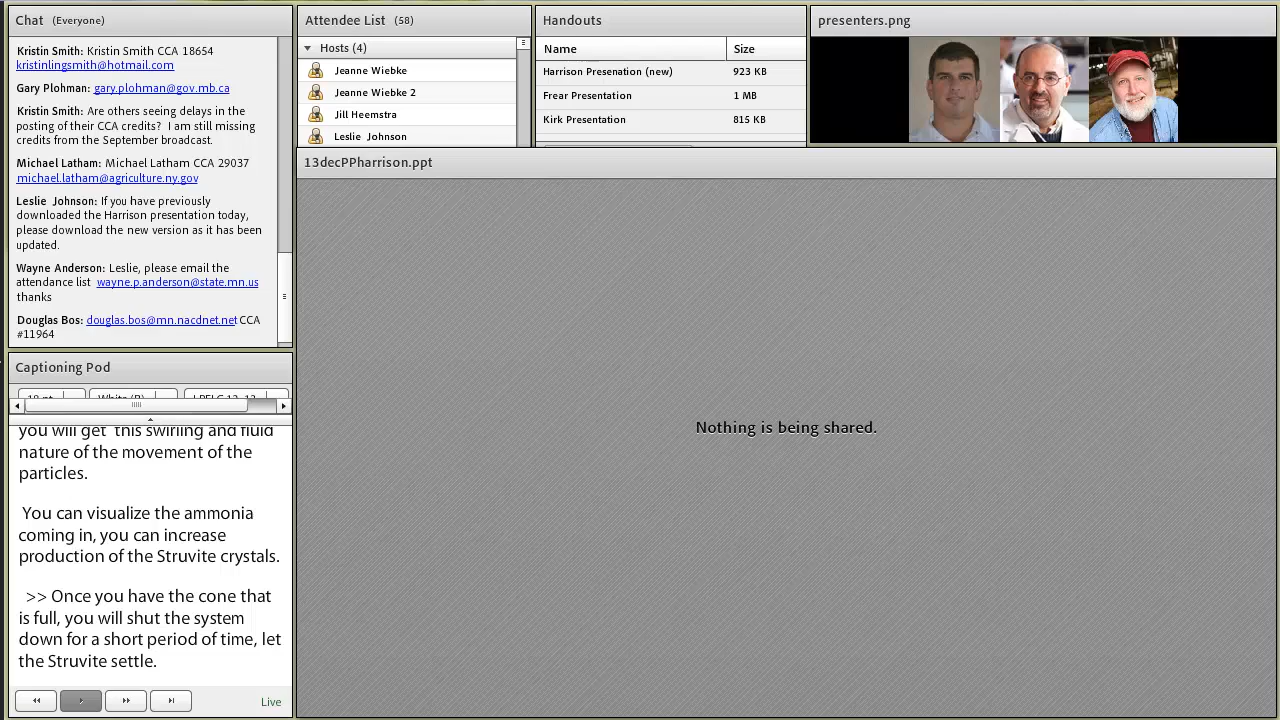 Chat (Everyone)
Kristin Smith: Kristin Smith CCA 18654
kristinlingsmith@hotmail.com
Gary Plohman: gary.plohman@gov.mb.ca
Kristin Smith: Are others seeing delays in the
posting of their CCA credits? I am still missing
credits from the September broadcast.
Michael Latham: Michael Latham CCA 29037
michael.latham@agriculture.ny.gov
Leslie Johnson: If you have previously
downloaded the Harrison presentation today,
please download the new version as it has been
updated.
Wayne Anderson: Leslie, please email the
attendance list wayne.p.anderson@state.mn.us
thanks
Douglas Bos: douglas.bos@mn.nacdnet.net CCA
#11964
Captioning Pod
you will get this swirling and fluid
nature of the movement of the
particles.
You can visualize the ammonia
coming in, you can increase
production of the Struvite crystals.
>> Once you have the cone that
is full, you will shut the system
down for a short period of time, let
the Struvite settle.
Live
Attendee List (58)
Hosts (4)
Jeanne Wiebke
Jeanne Wiebke 2
Jill Heemstra
Leslie Johnson
Handouts
Name Size
Harrison Presenation (new) 923 KB
Frear Presentation 1 MB
Kirk Presentation 815 KB
presenters.png
13decPPharrison.ppt
Nothing is being shared.